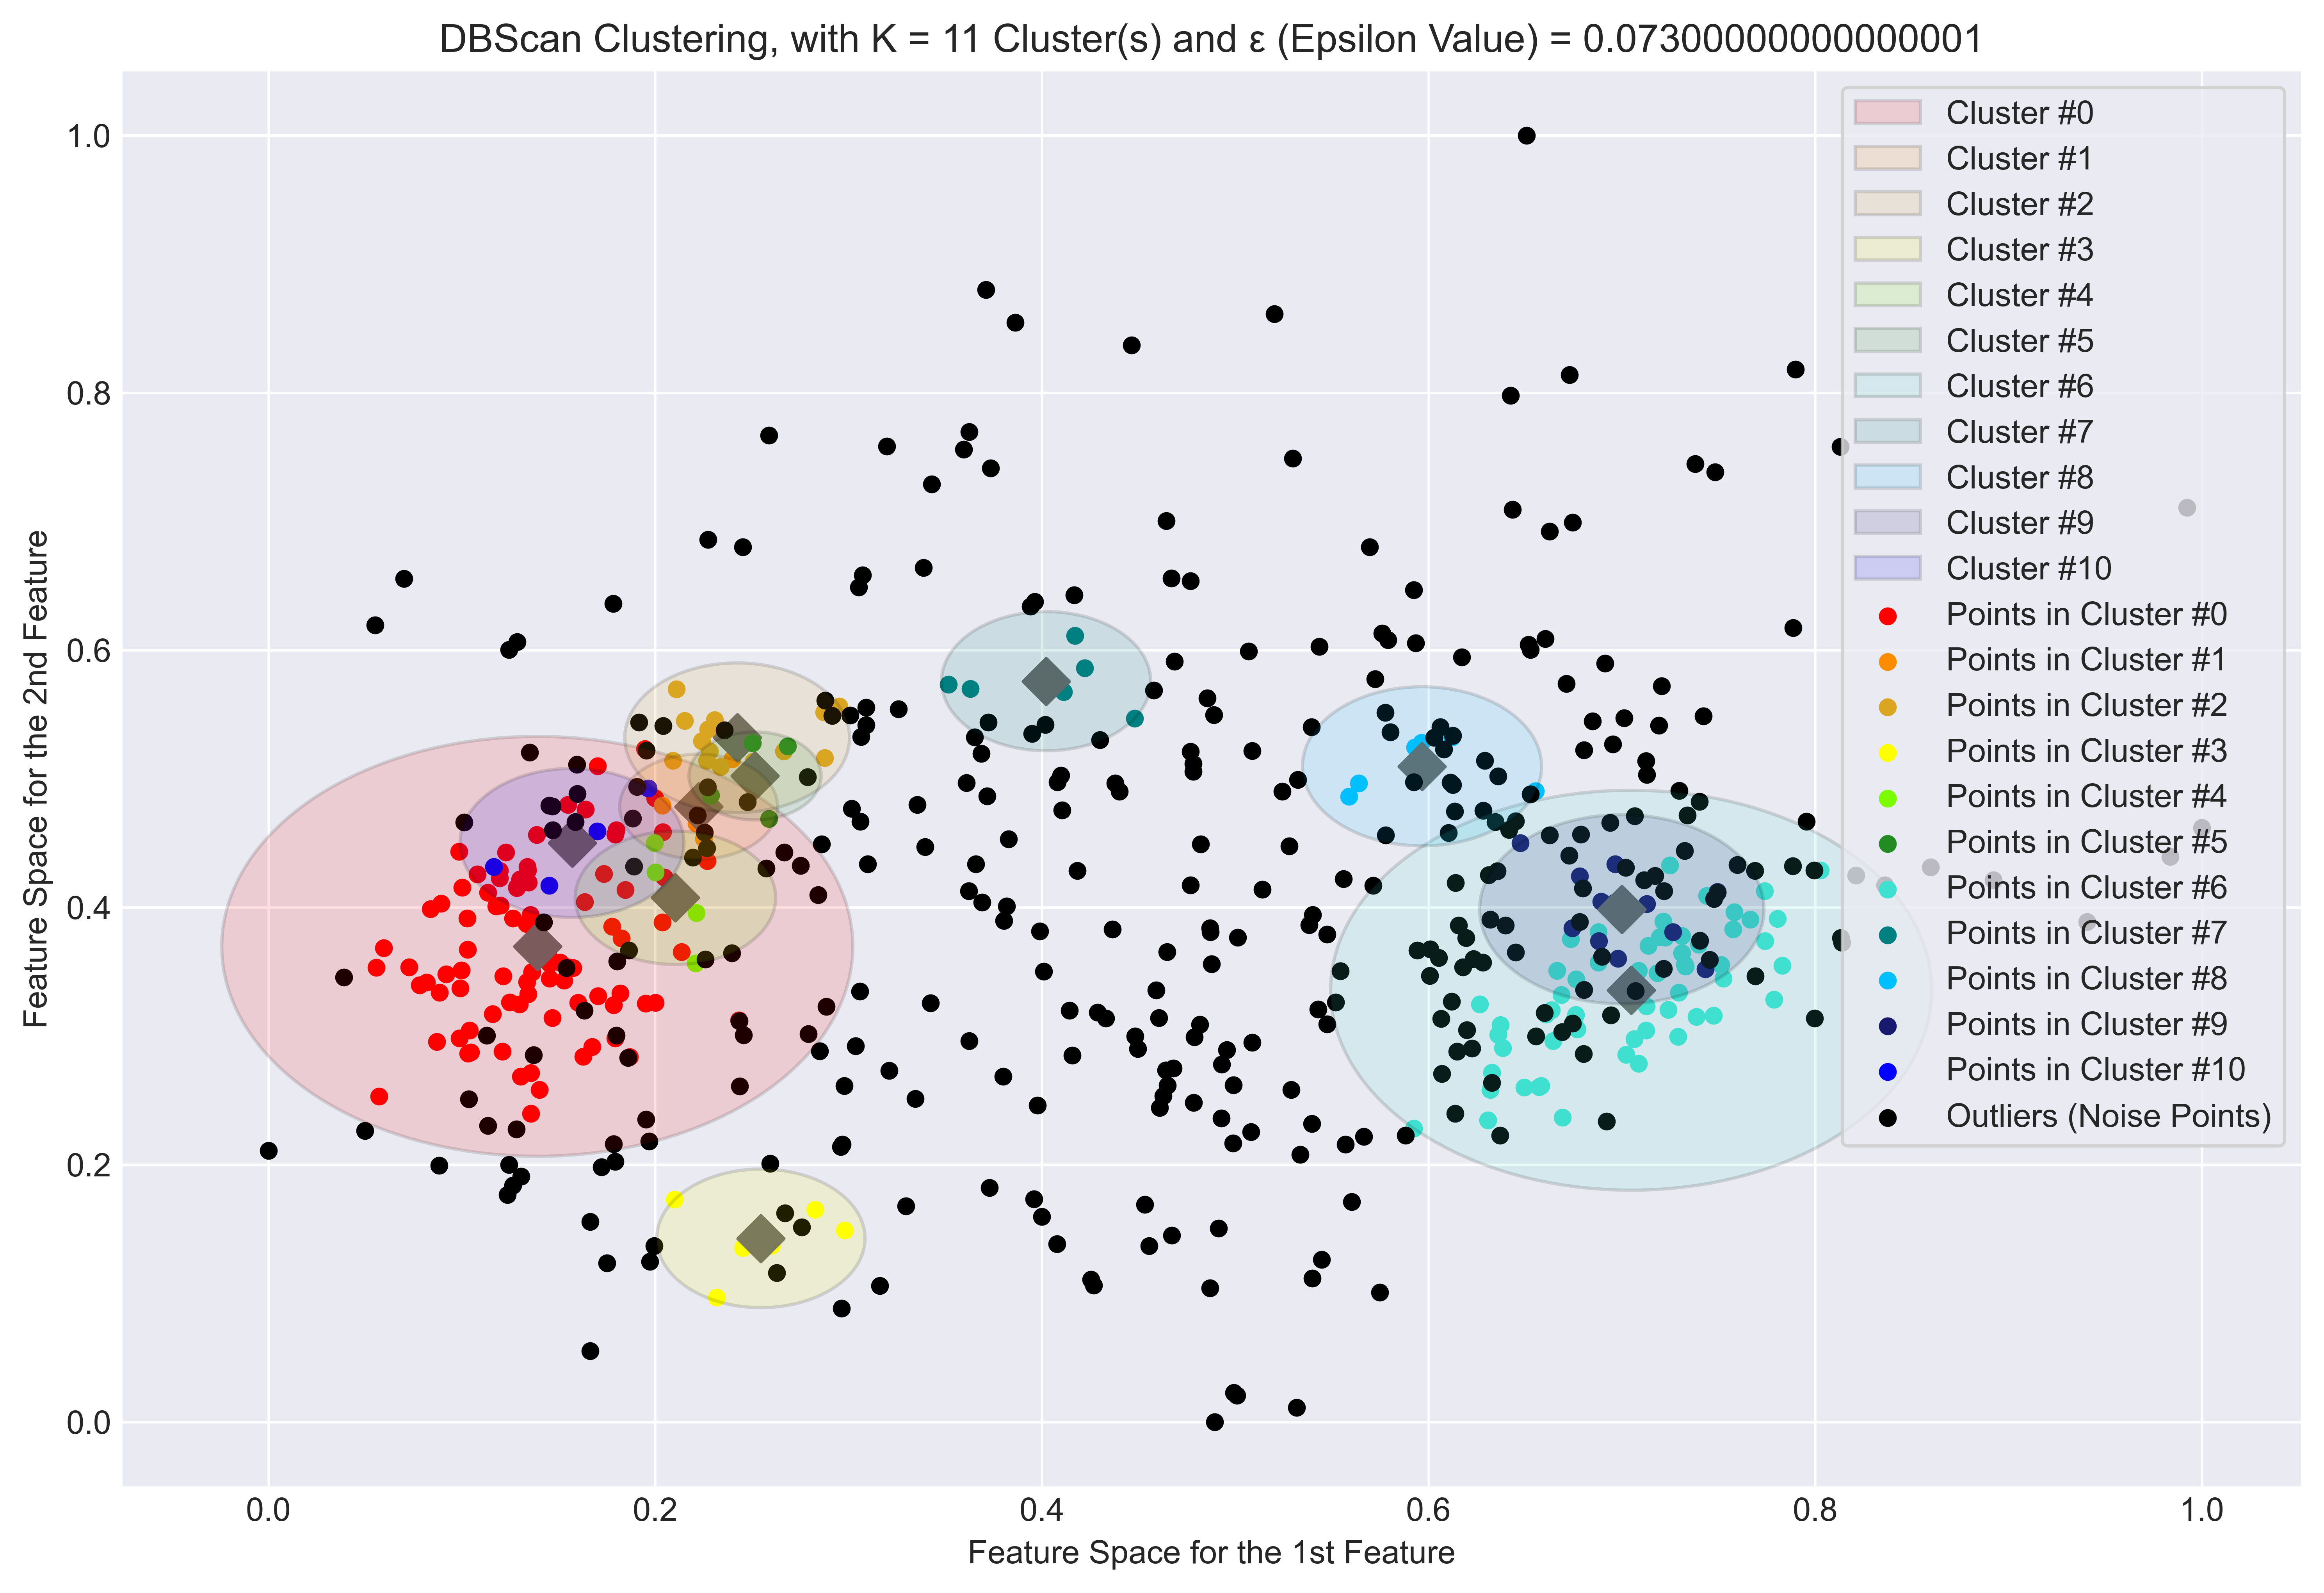 DBScan Clustering, with K = 11 Cluster(s) and ε (Epsilon Value) = 0.07300000000000001
Cluster #0
Cluster #1
Cluster #2
Cluster #3
Cluster #4
Cluster #5
Cluster #6
Cluster #7
Cluster #8
Cluster #9
Cluster #10
Points in Cluster #0
Points in Cluster #1
Points in Cluster #2
Points in Cluster #3
Points in Cluster #4
Points in Cluster #5
Points in Cluster #6
Points in Cluster #7
Points in Cluster #8
Points in Cluster #9
Points in Cluster #10
Outliers (Noise Points)
Feature Space for the 2nd Feature
1.0
0.8
0.6
0.4
0.2
0.0
0.0 0.2 0.4 0.6 0.8 1.0
Feature Space for the 1st Feature